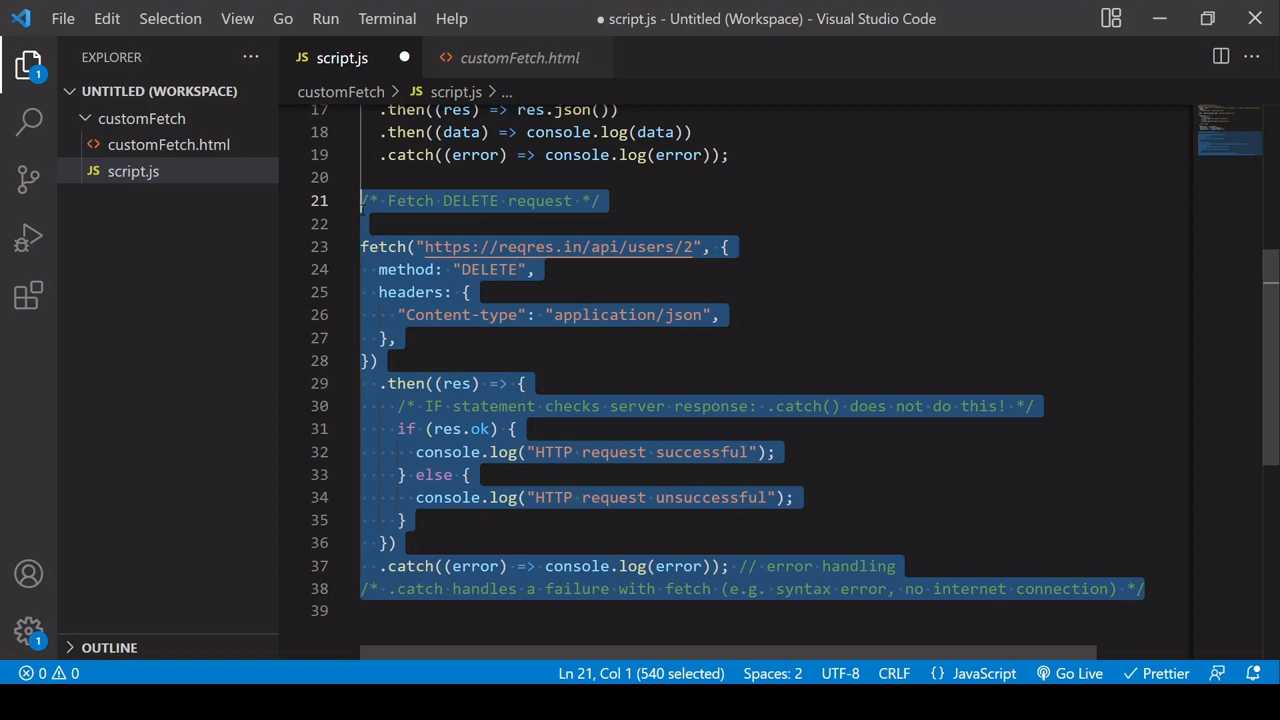 File Edit Selection View Go Run Terminal Help
● script.js - Untitled (Workspace) - Visual Studio Code
EXPLORER
JS script.js
<> customFetch.html
UNTITLED (WORKSPACE)
customFetch
<> customFetch.html
JS script.js
OUTLINE
customFetch > JS script.js > ...
17 .then((res) => res.json())
18 .then((data) => console.log(data))
19 .catch((error) => console.log(error));
20
21 /* Fetch DELETE request */
22
23 fetch("https://reqres.in/api/users/2", {
24 method: "DELETE",
25 headers: {
26 "Content-type": "application/json",
27 },
28 })
29 .then((res) => {
30 /* IF statement checks server response: .catch() does not do this! */
31 if (res.ok) {
32 console.log("HTTP request successful");
33 } else {
34 console.log("HTTP request unsuccessful");
35 }
36 })
37 .catch((error) => console.log(error)); // error handling
38 /* .catch handles a failure with fetch (e.g. syntax error, no internet connection) */
39
1
1
0 0
Ln 21, Col 1 (540 selected) Spaces: 2 UTF-8 CRLF {} JavaScript Go Live Prettier